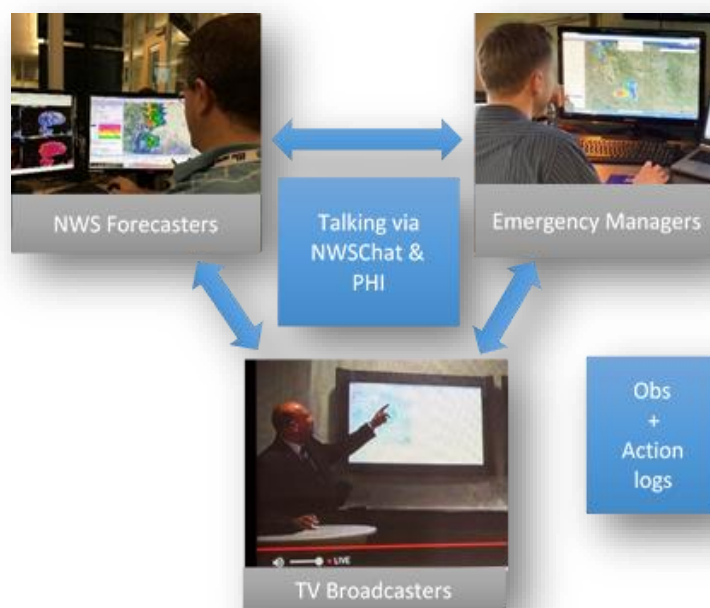 NWS Forecasters
Talking via
NWSChat &
PHI
Emergency Managers
Obs
+
Action
logs
LIVE
TV Broadcasters